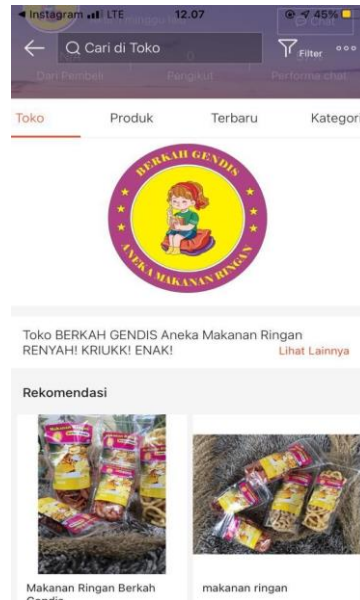 Instagram LTE 12.07 45%
Cari di Toko Filter
Chat
0
Dari Pembeli Pengikut Performa chat
Toko Produk Terbaru Kategori
BERKAH GENDIS
ANEKA MAKANAN RINGAN
Toko BERKAH GENDIS Aneka Makanan Ringan
RENYAH! KRIUKK! ENAK!
Lihat Lainnya
Rekomendasi
Makanan Ringan Berkah makanan ringan
Gendis